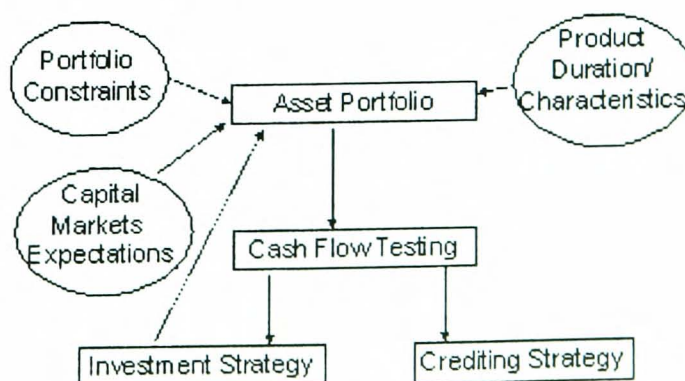 Portfolio
Constraints
Product
Duration/
Characteristics
Asset Portfolio
Capital
Markets
Expectations
Cash Flow Testing
Investment Strategy
Crediting Strategy